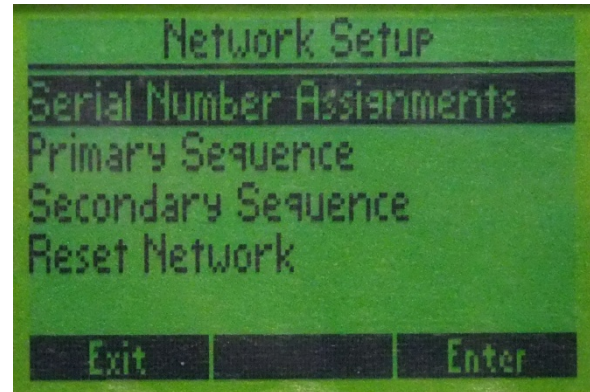 Network Setup
Serial Number Assignments
Primary Sequence
Secondary Sequence
Reset Network
Exit Enter